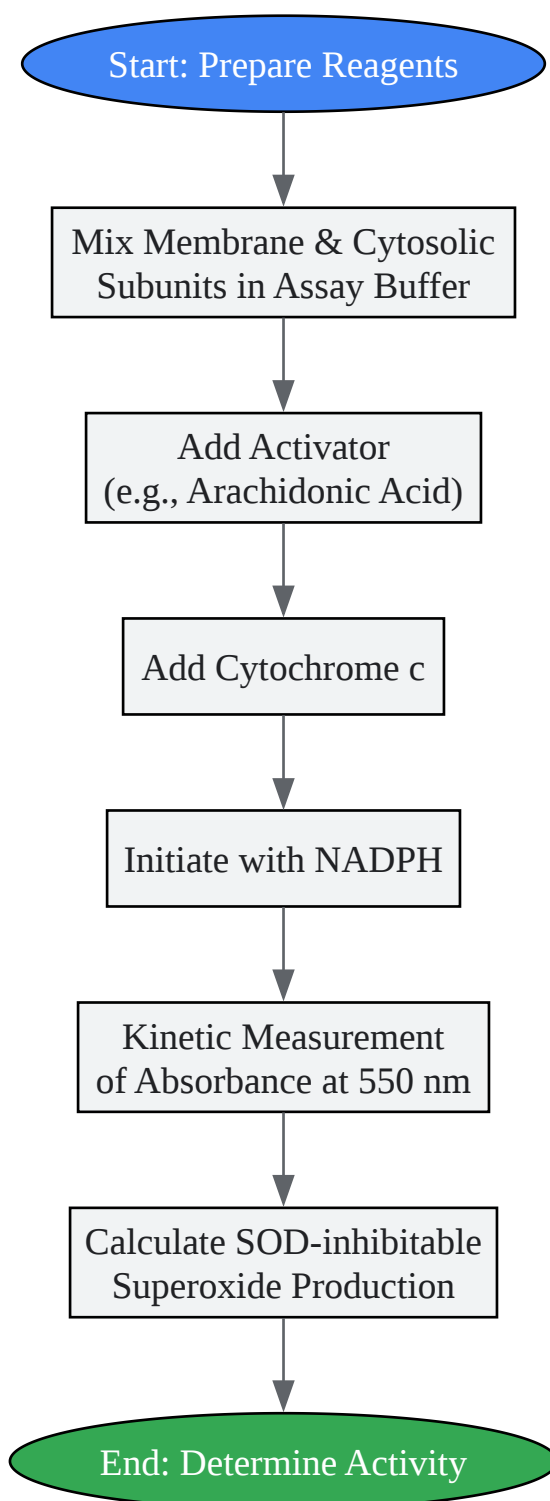 Start: Prepare Reagents
Mix Membrane & Cytosolic
Subunits in Assay Buffer
Add Activator
(e.g., Arachidonic Acid)
Add Cytochrome c
Initiate with NADPH
Kinetic Measurement
of Absorbance at 550 nm
Calculate SOD-inhibitable
Superoxide Production
End: Determine Activity